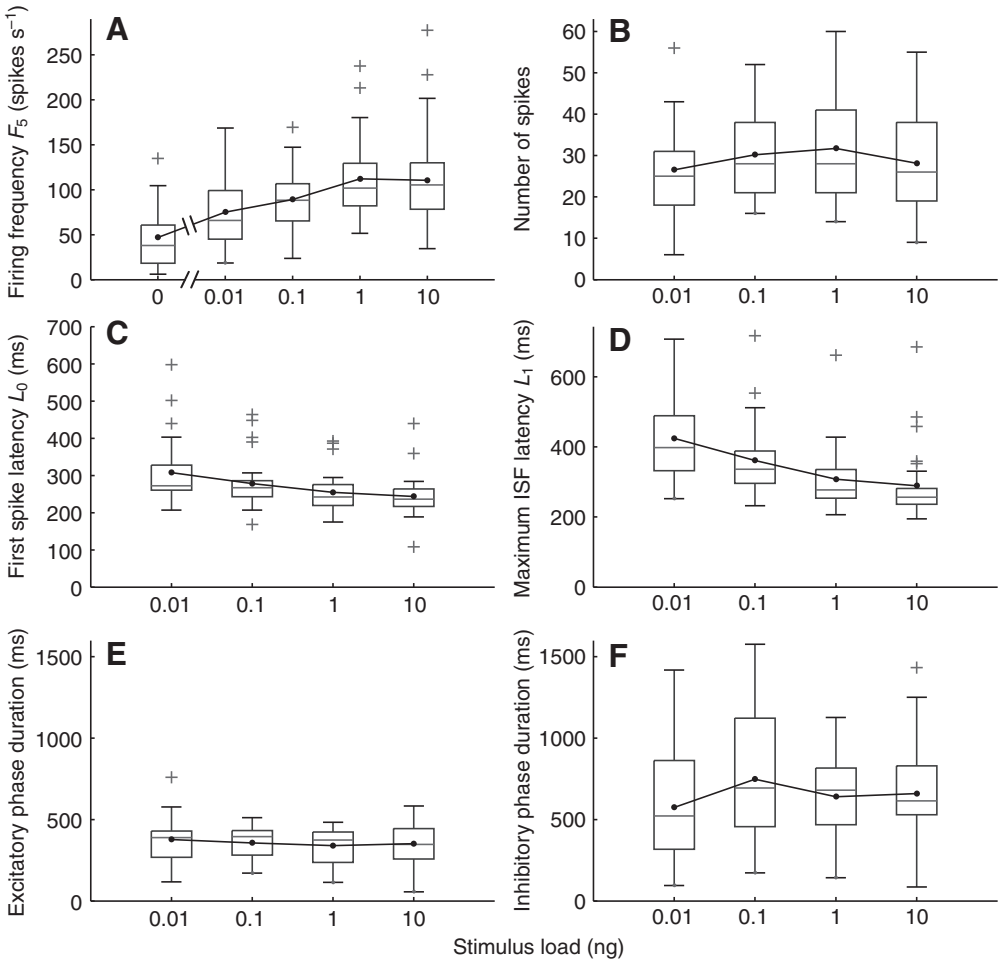 A
Firing frequency F5 (spikes s−1)
250
200
150
100
50
0
0 0.01 0.1 1 10
B
Number of spikes
60
50
40
30
20
10
0
0.01 0.1 1 10
C
First spike latency L0 (ms)
700
600
500
400
300
200
100
0
0.01 0.1 1 10
D
Maximum ISF latency L1 (ms)
600
400
200
0
0.01 0.1 1 10
E
Excitatory phase duration (ms)
1500
1000
500
0
0.01 0.1 1 10
F
Inhibitory phase duration (ms)
1500
1000
500
0
0.01 0.1 1 10
Stimulus load (ng)